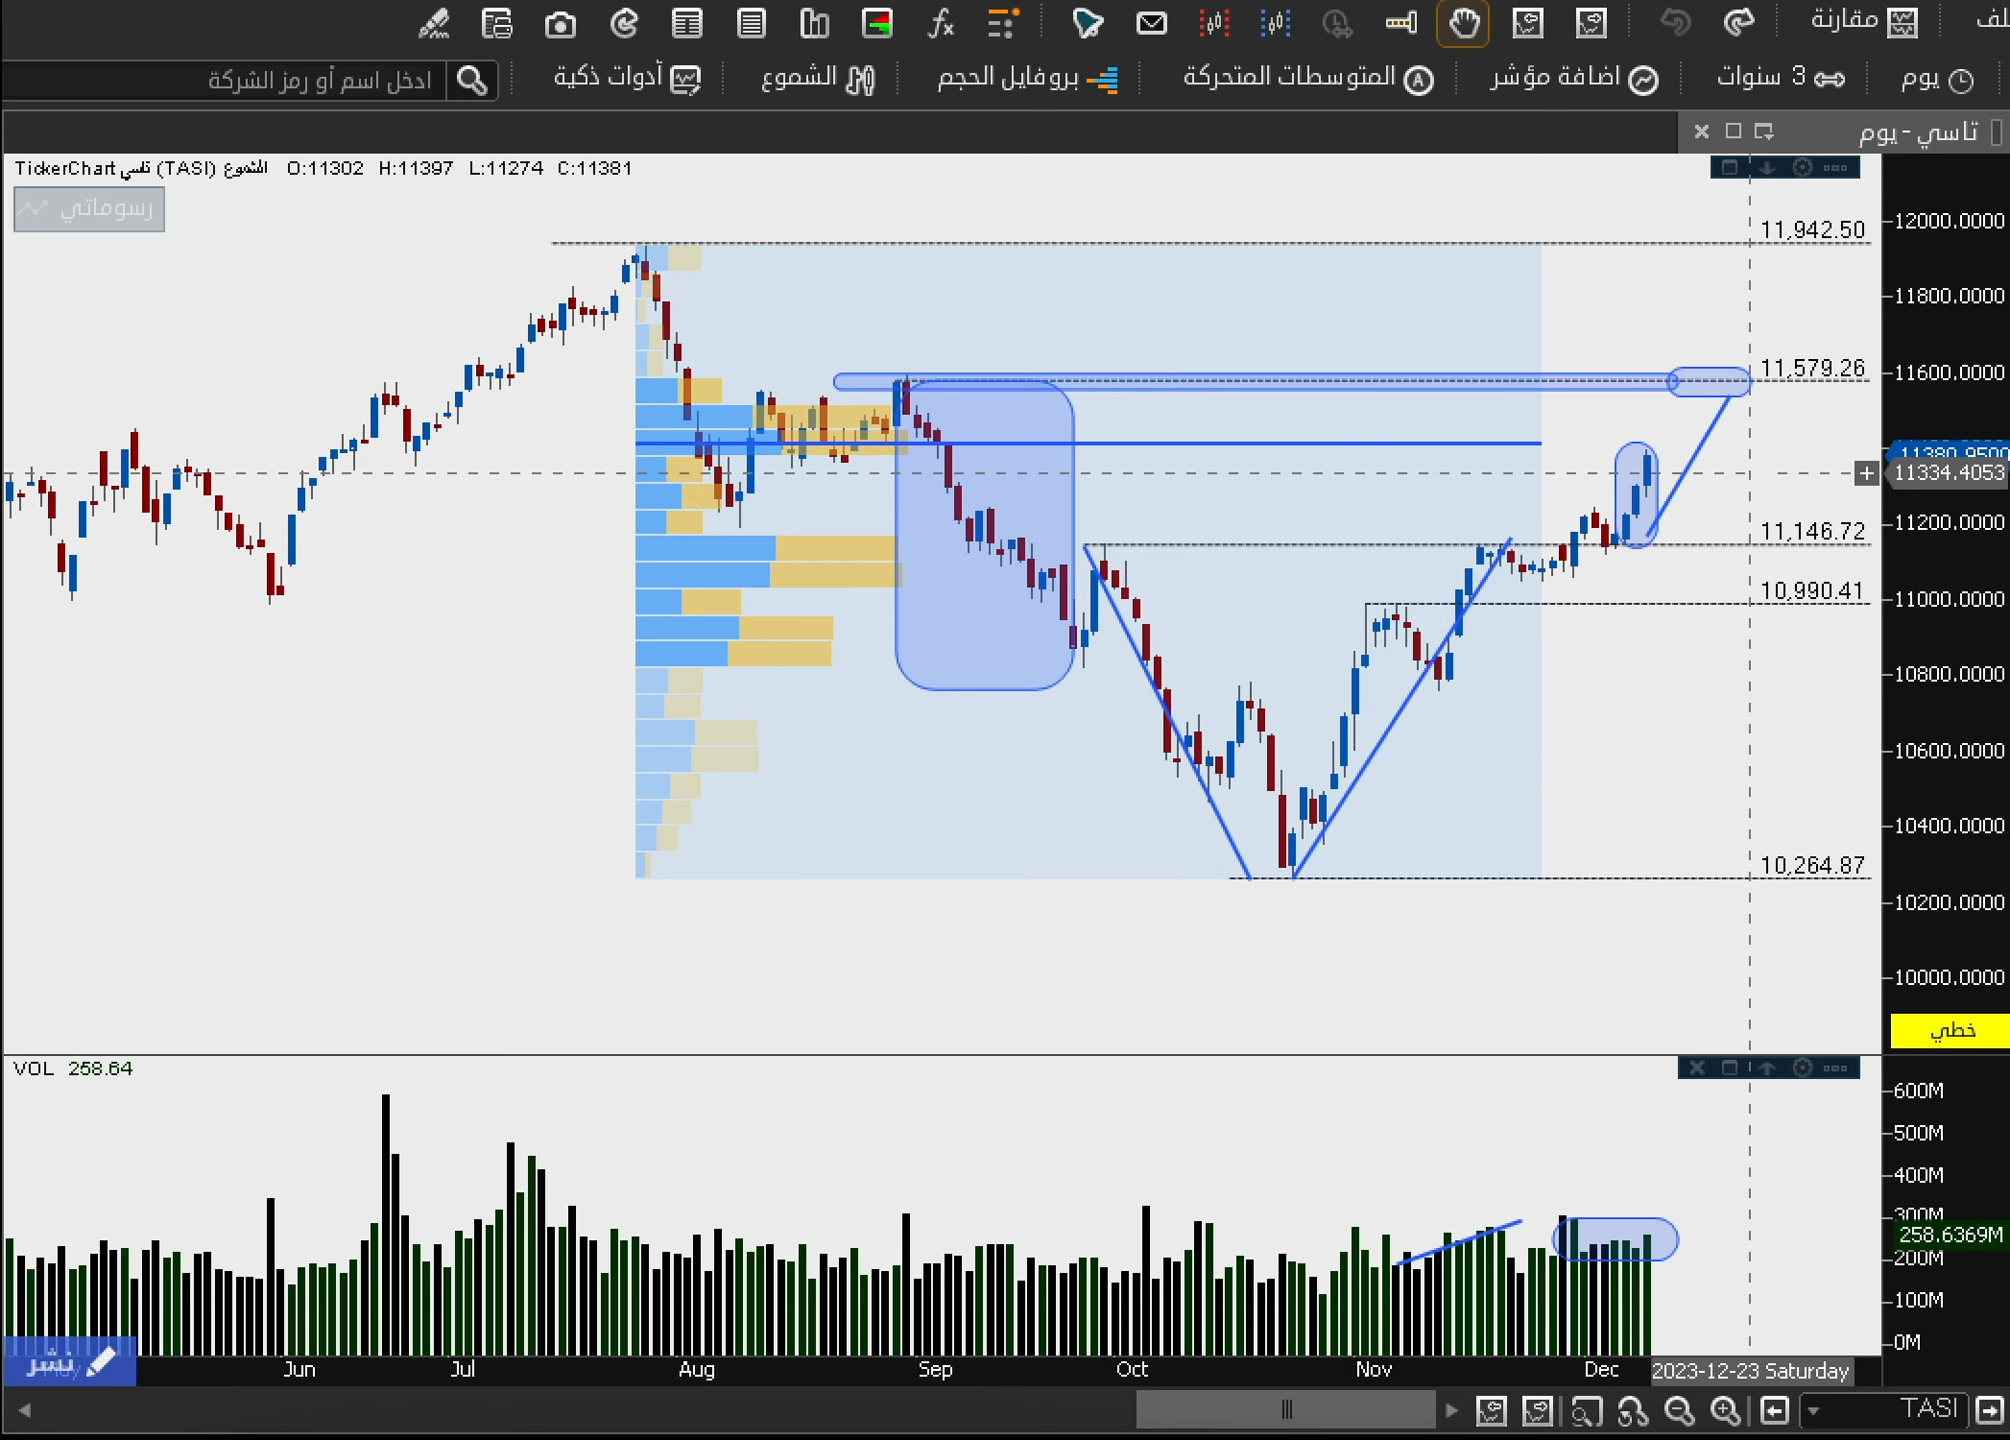 مقارنة
يوم
3 سنوات
اضافة مؤشر
المتوسطات المتحركة
بروفايل الحجم
الشموع
أدوات ذكية
ادخل اسم أو رمز الشركة
تاسي - يوم
TickerChart تاسي (TASI) الشموع O:11302 H:11397 L:11274 C:11381
رسوماتي
11,942.50
11,579.26
11,146.72
10,990.41
10,264.87
12000.0000
11800.0000
11600.0000
11380.9500
11334.4053
11200.0000
11000.0000
10800.0000
10600.0000
10400.0000
10200.0000
10000.0000
خطي
VOL 258.64
600M
500M
400M
300M
258.6369M
200M
100M
0M
نشر
May Jun Jul Aug Sep Oct Nov Dec 2023-12-23 Saturday
TASI